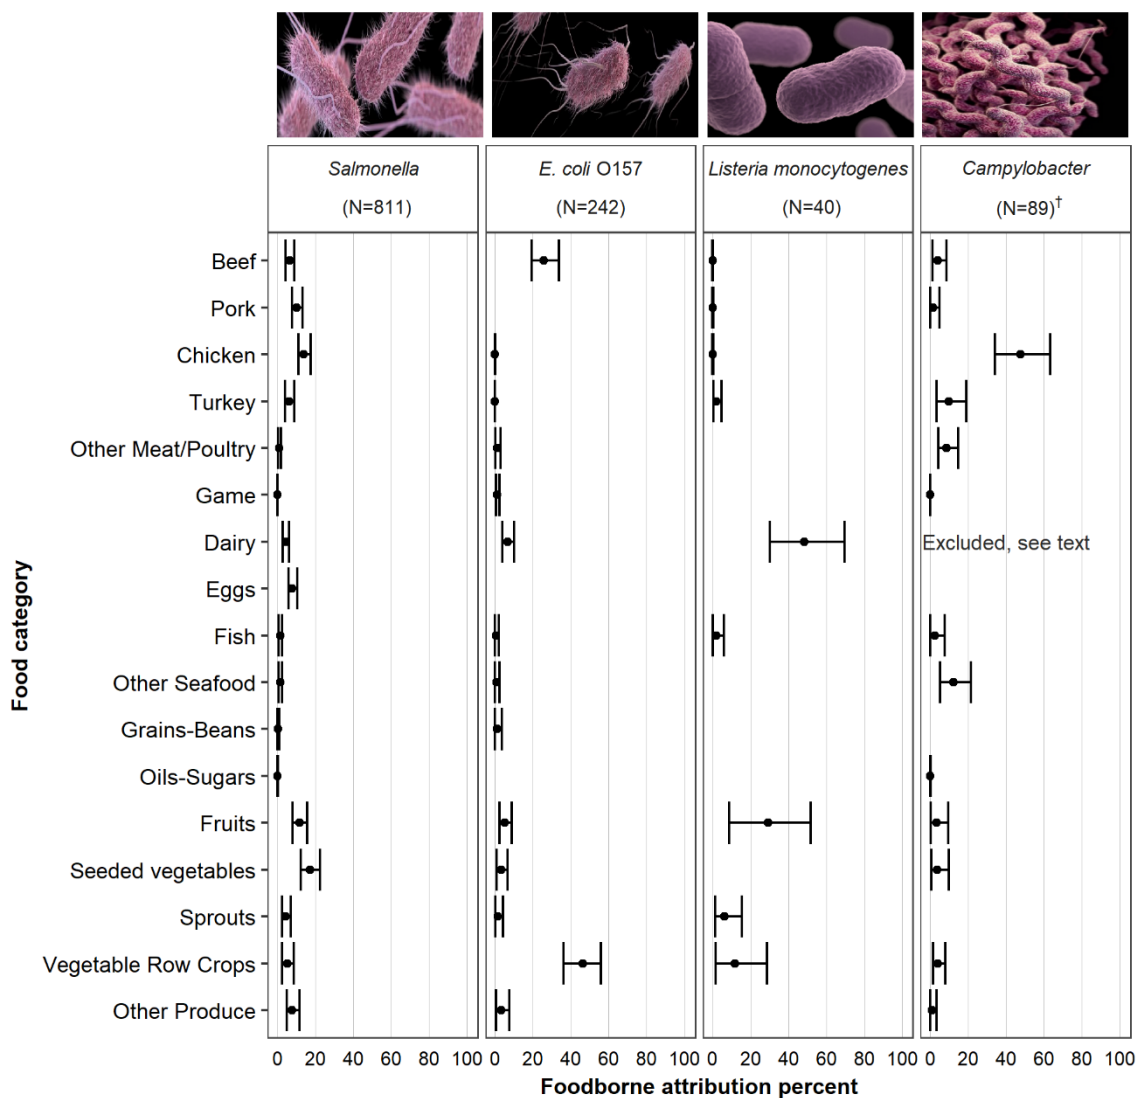 Salmonella
(N=811)
E. coli O157
(N=242)
Listeria monocytogenes
(N=40)
Campylobacter
(N=89)†
Food category
Beef
Pork
Chicken
Turkey
Other Meat/Poultry
Game
Dairy
Excluded, see text
Eggs
Fish
Other Seafood
Grains-Beans
Oils-Sugars
Fruits
Seeded vegetables
Sprouts
Vegetable Row Crops
Other Produce
0 20 40 60 80 100
0 20 40 60 80 100
0 20 40 60 80 100
0 20 40 60 80 100
Foodborne attribution percent